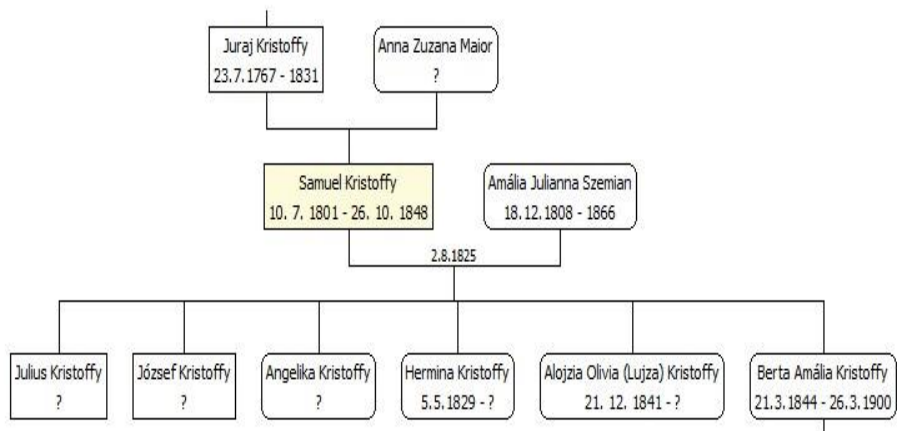 Juraj Kristoffy
23.7.1767 - 1831
Anna Zuzana Maior
?
Samuel Kristoffy
10. 7. 1801 - 26. 10. 1848
Amália Julianna Szemian
18.12.1808 - 1866
2.8.1825
Julius Kristoffy
?
József Kristoffy
?
Angelika Kristoffy
?
Hermina Kristoffy
5.5.1829 - ?
Alojzia Olivia (Lujza) Kristoffy
21. 12. 1841 - ?
Berta Amália Kristoffy
21.3.1844 - 26.3.1900